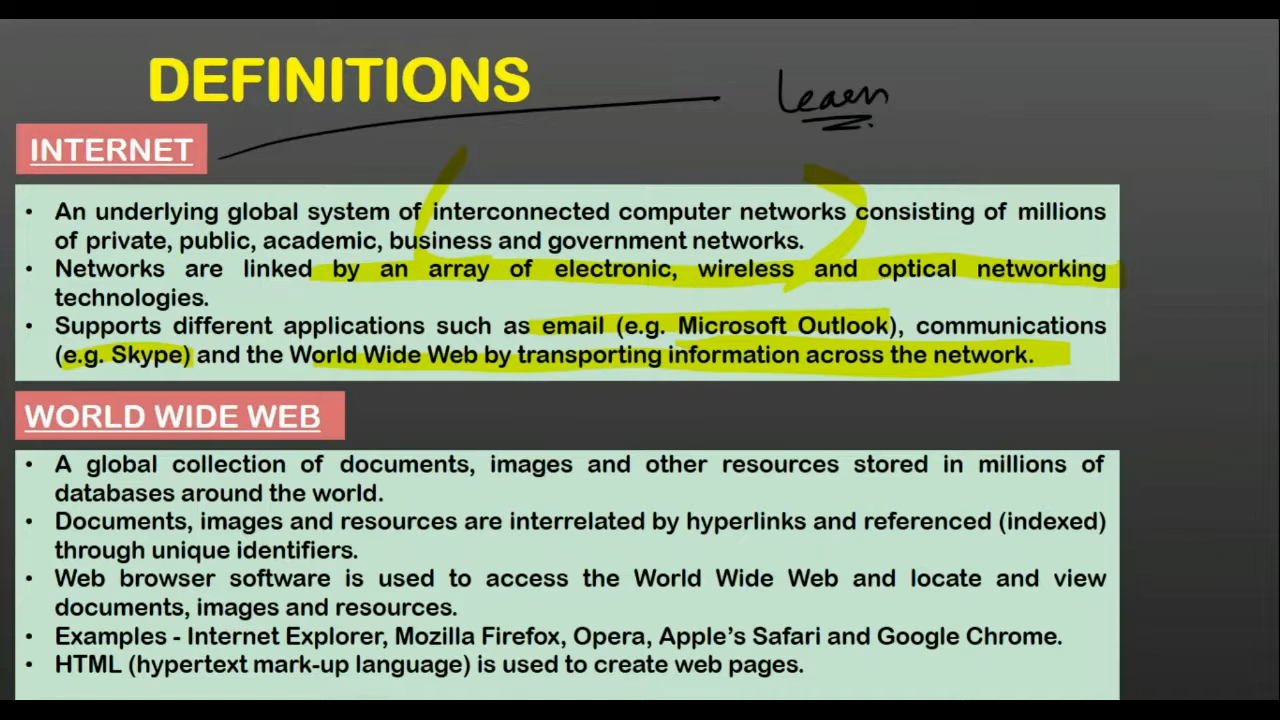 DEFINITIONS
learn
INTERNET
• An underlying global system of interconnected computer networks consisting of millions
of private, public, academic, business and government networks.
• Networks are linked by an array of electronic, wireless and optical networking
technologies.
• Supports different applications such as email (e.g. Microsoft Outlook), communications
(e.g. Skype) and the World Wide Web by transporting information across the network.
WORLD WIDE WEB
• A global collection of documents, images and other resources stored in millions of
databases around the world.
• Documents, images and resources are interrelated by hyperlinks and referenced (indexed)
through unique identifiers.
• Web browser software is used to access the World Wide Web and locate and view
documents, images and resources.
• Examples - Internet Explorer, Mozilla Firefox, Opera, Apple's Safari and Google Chrome.
• HTML (hypertext mark-up language) is used to create web pages.